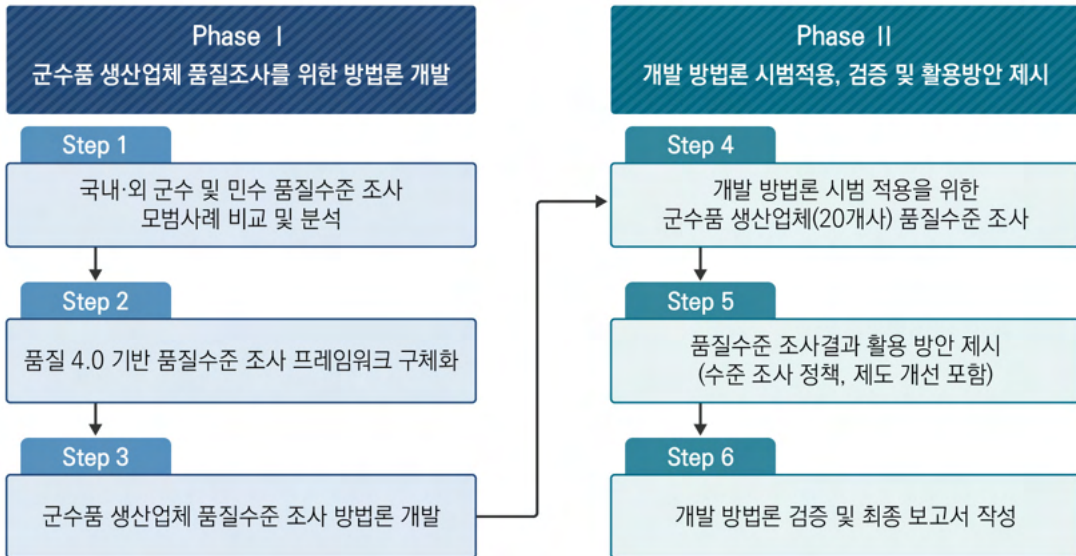 Phase Ⅰ
군수품 생산업체 품질조사를 위한 방법론 개발
Step 1
국내·외 군수 및 민수 품질수준 조사
모범사례 비교 및 분석
Step 2
품질 4.0 기반 품질수준 조사 프레임워크 구체화
Step 3
군수품 생산업체 품질수준 조사 방법론 개발
Phase Ⅱ
개발 방법론 시범적용, 검증 및 활용방안 제시
Step 4
개발 방법론 시범 적용을 위한
군수품 생산업체(20개사) 품질수준 조사
Step 5
품질수준 조사결과 활용 방안 제시
(수준 조사 정책, 제도 개선 포함)
Step 6
개발 방법론 검증 및 최종 보고서 작성